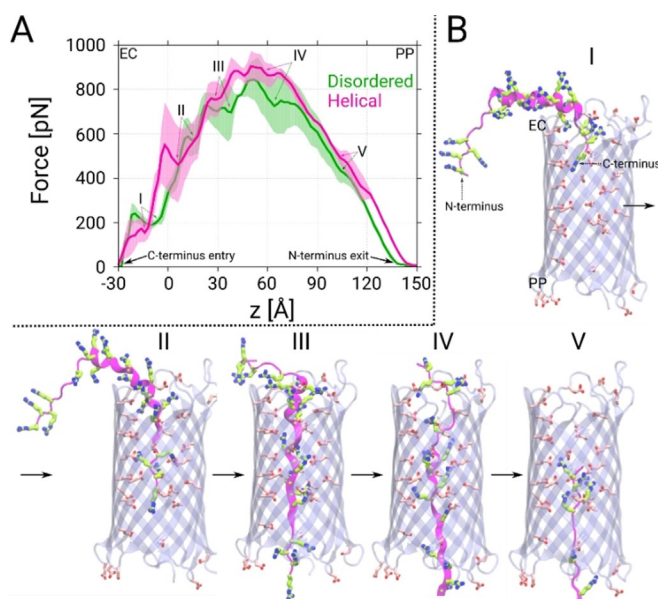 A
EC
PP
1000
800
600
400
200
0
Force [pN]
I
II
III
IV
V
Disordered
Helical
C-terminus entry
N-terminus exit
-30 0 30 60 90 120 150
z [Å]
B
I
EC
C-terminus
N-terminus
PP
II
III
IV
V